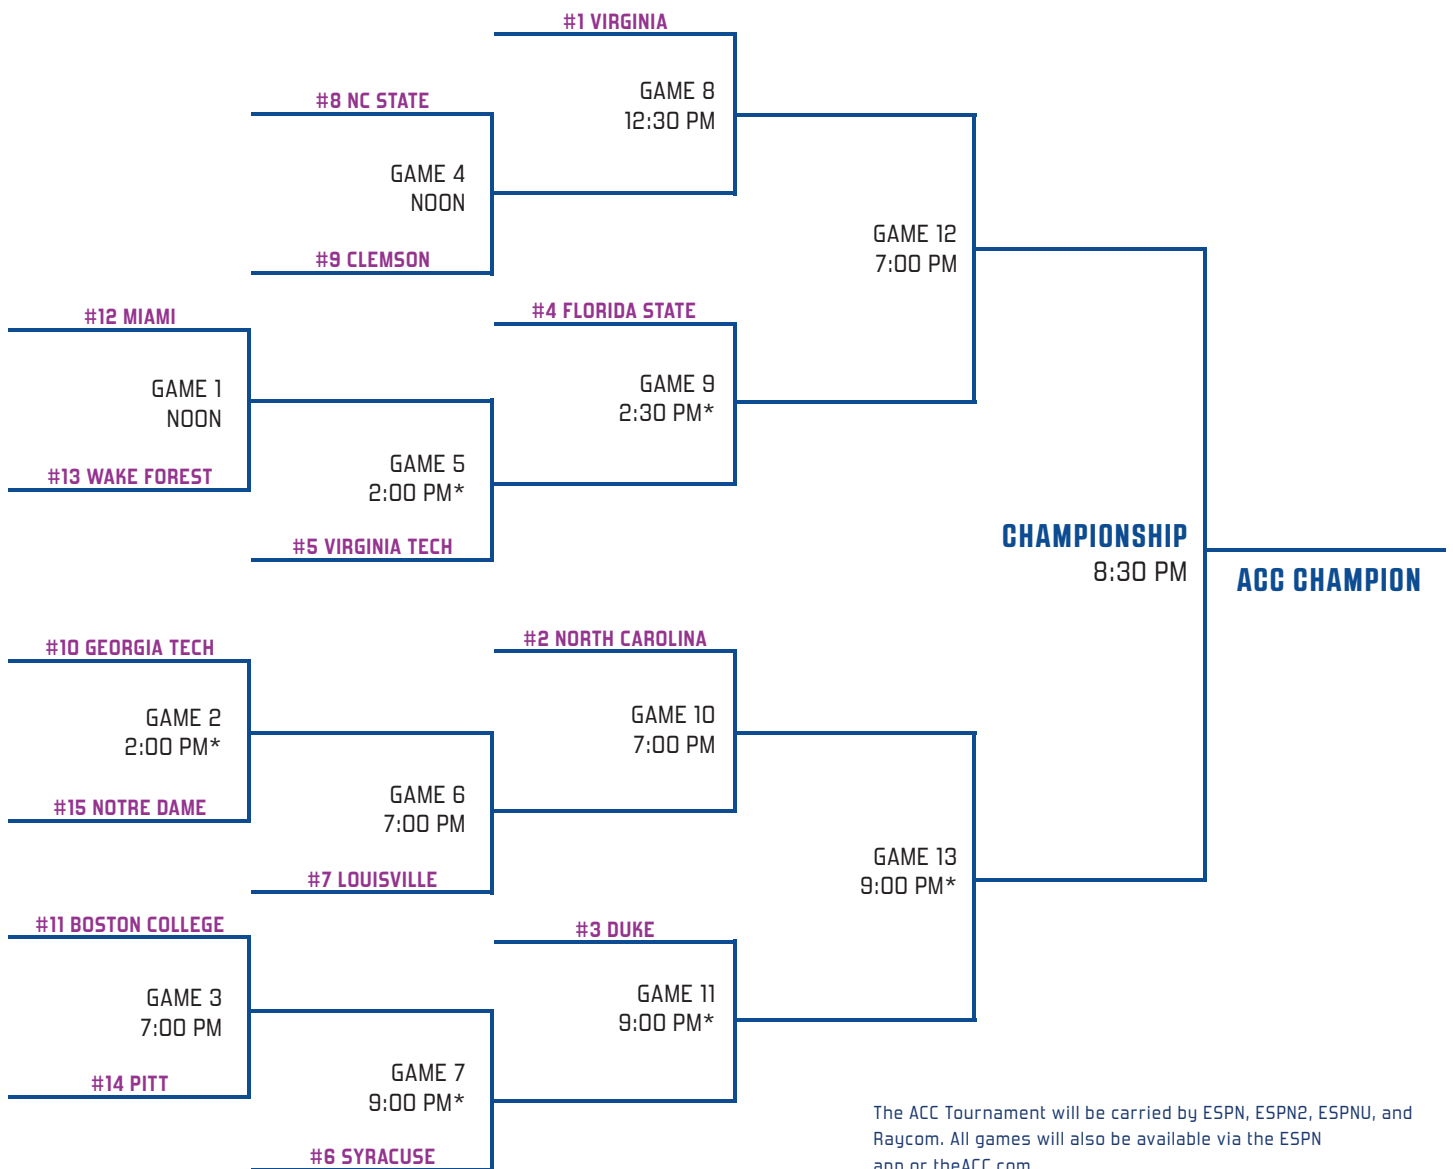 #1 VIRGINIA
GAME 8
12:30 PM
#8 NC STATE
GAME 4
NOON
#9 CLEMSON
GAME 12
7:00 PM
#12 MIAMI
GAME 1
NOON
#13 WAKE FOREST
#4 FLORIDA STATE
GAME 9
2:30 PM*
GAME 5
2:00 PM*
#5 VIRGINIA TECH
CHAMPIONSHIP
8:30 PM
ACC CHAMPION
#10 GEORGIA TECH
GAME 2
2:00 PM*
#15 NOTRE DAME
#2 NORTH CAROLINA
GAME 10
7:00 PM
GAME 6
7:00 PM
#7 LOUISVILLE
GAME 13
9:00 PM*
#11 BOSTON COLLEGE
GAME 3
7:00 PM
#14 PITT
#3 DUKE
GAME 11
9:00 PM*
GAME 7
9:00 PM*
#6 SYRACUSE
The ACC Tournament will be carried by ESPN, ESPN2, ESPNU, and
Raycom. All games will also be available via the ESPN
app or theACC.com